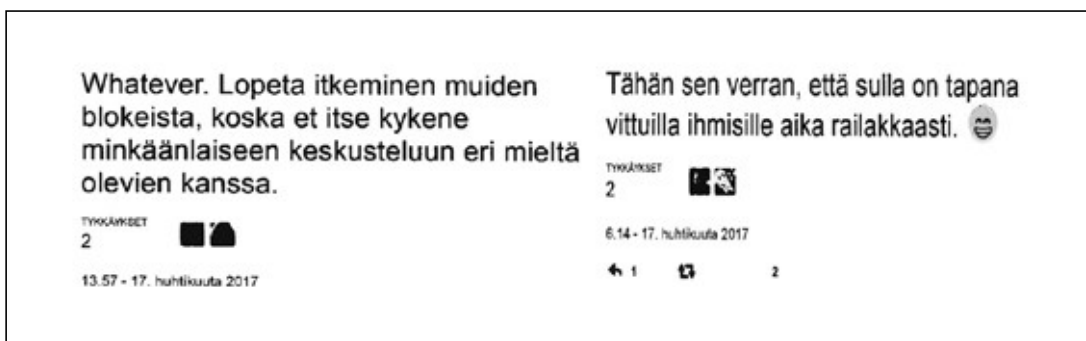 Whatever. Lopeta itkeminen muiden
blokeista, koska et itse kykene
minkäänlaiseen keskusteluun eri mieltä
olevien kanssa.
TYKKÄYKSET
2
13.57 - 17. huhtikuuta 2017
Tähän sen verran, että sulla on tapana
vittuilla ihmisille aika railakkaasti. 😁
TYKKÄYKSET
2
6.14 - 17. huhtikuuta 2017
1 2